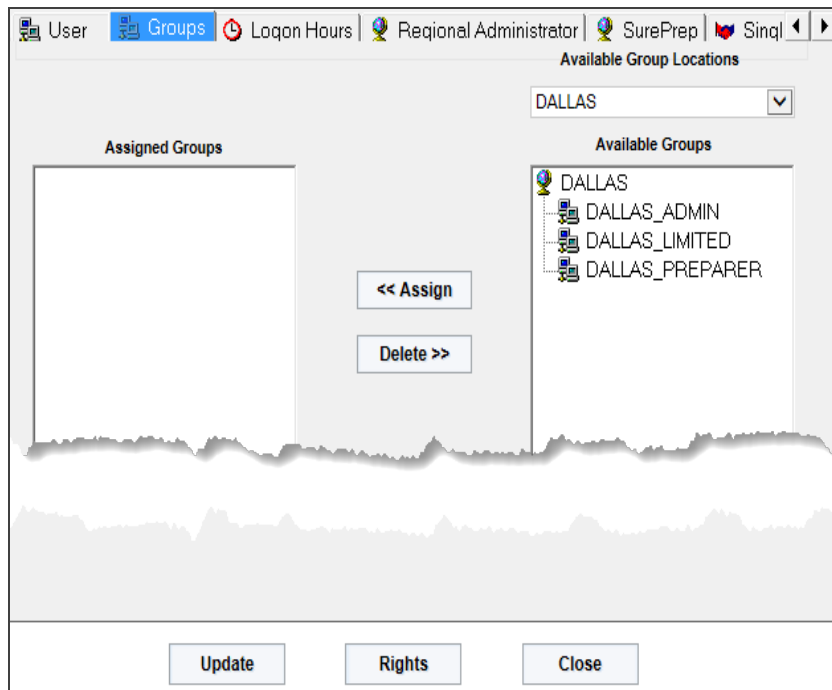 User Groups Logon Hours Regional Administrator SurePrep Singl
Available Group Locations
DALLAS
Assigned Groups
Available Groups
DALLAS
DALLAS_ADMIN
DALLAS_LIMITED
DALLAS_PREPARER
<< Assign
Delete >>
Update Rights Close